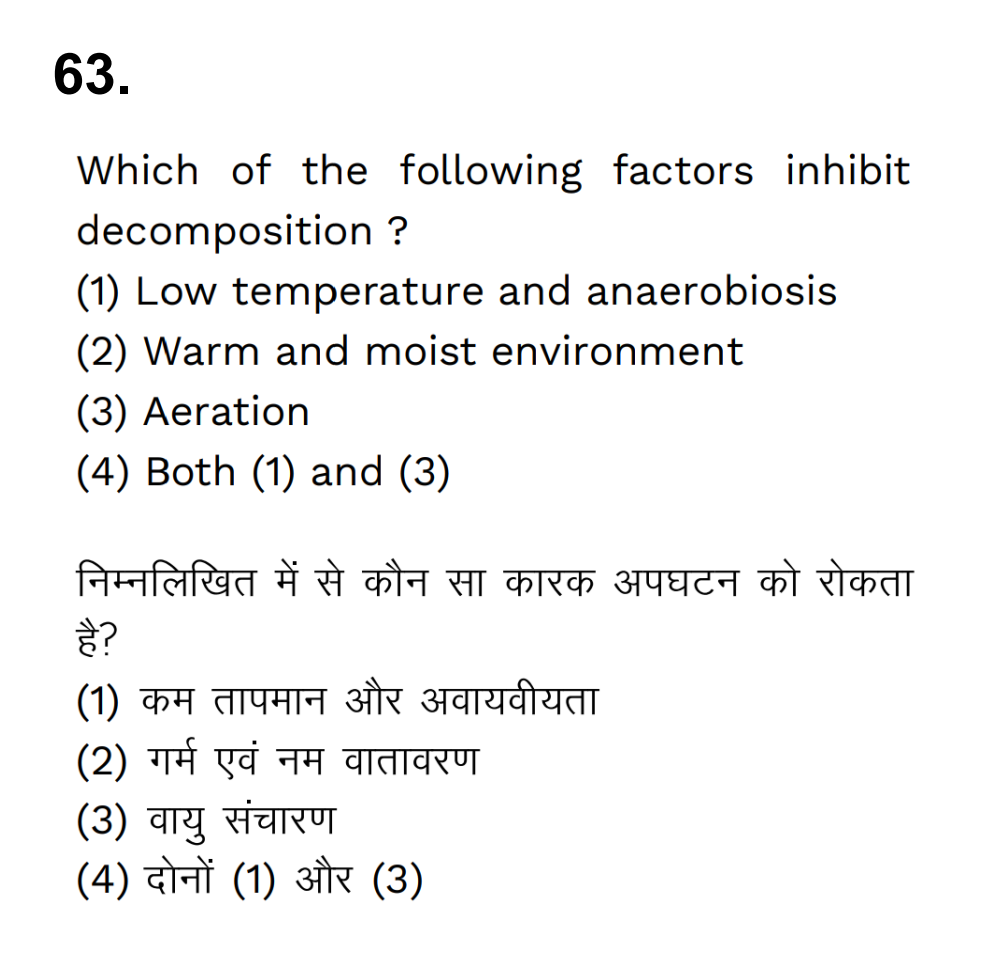 63.
Which of the following factors inhibit
decomposition ?
(1) Low temperature and anaerobiosis
(2) Warm and moist environment
(3) Aeration
(4) Both (1) and (3)
निम्नलिखित में से कौन सा कारक अपघटन को रोकता
है?
(1) कम तापमान और अवायवीयता
(2) गर्म एवं नम वातावरण
(3) वायु संचारण
(4) दोनों (1) और (3)